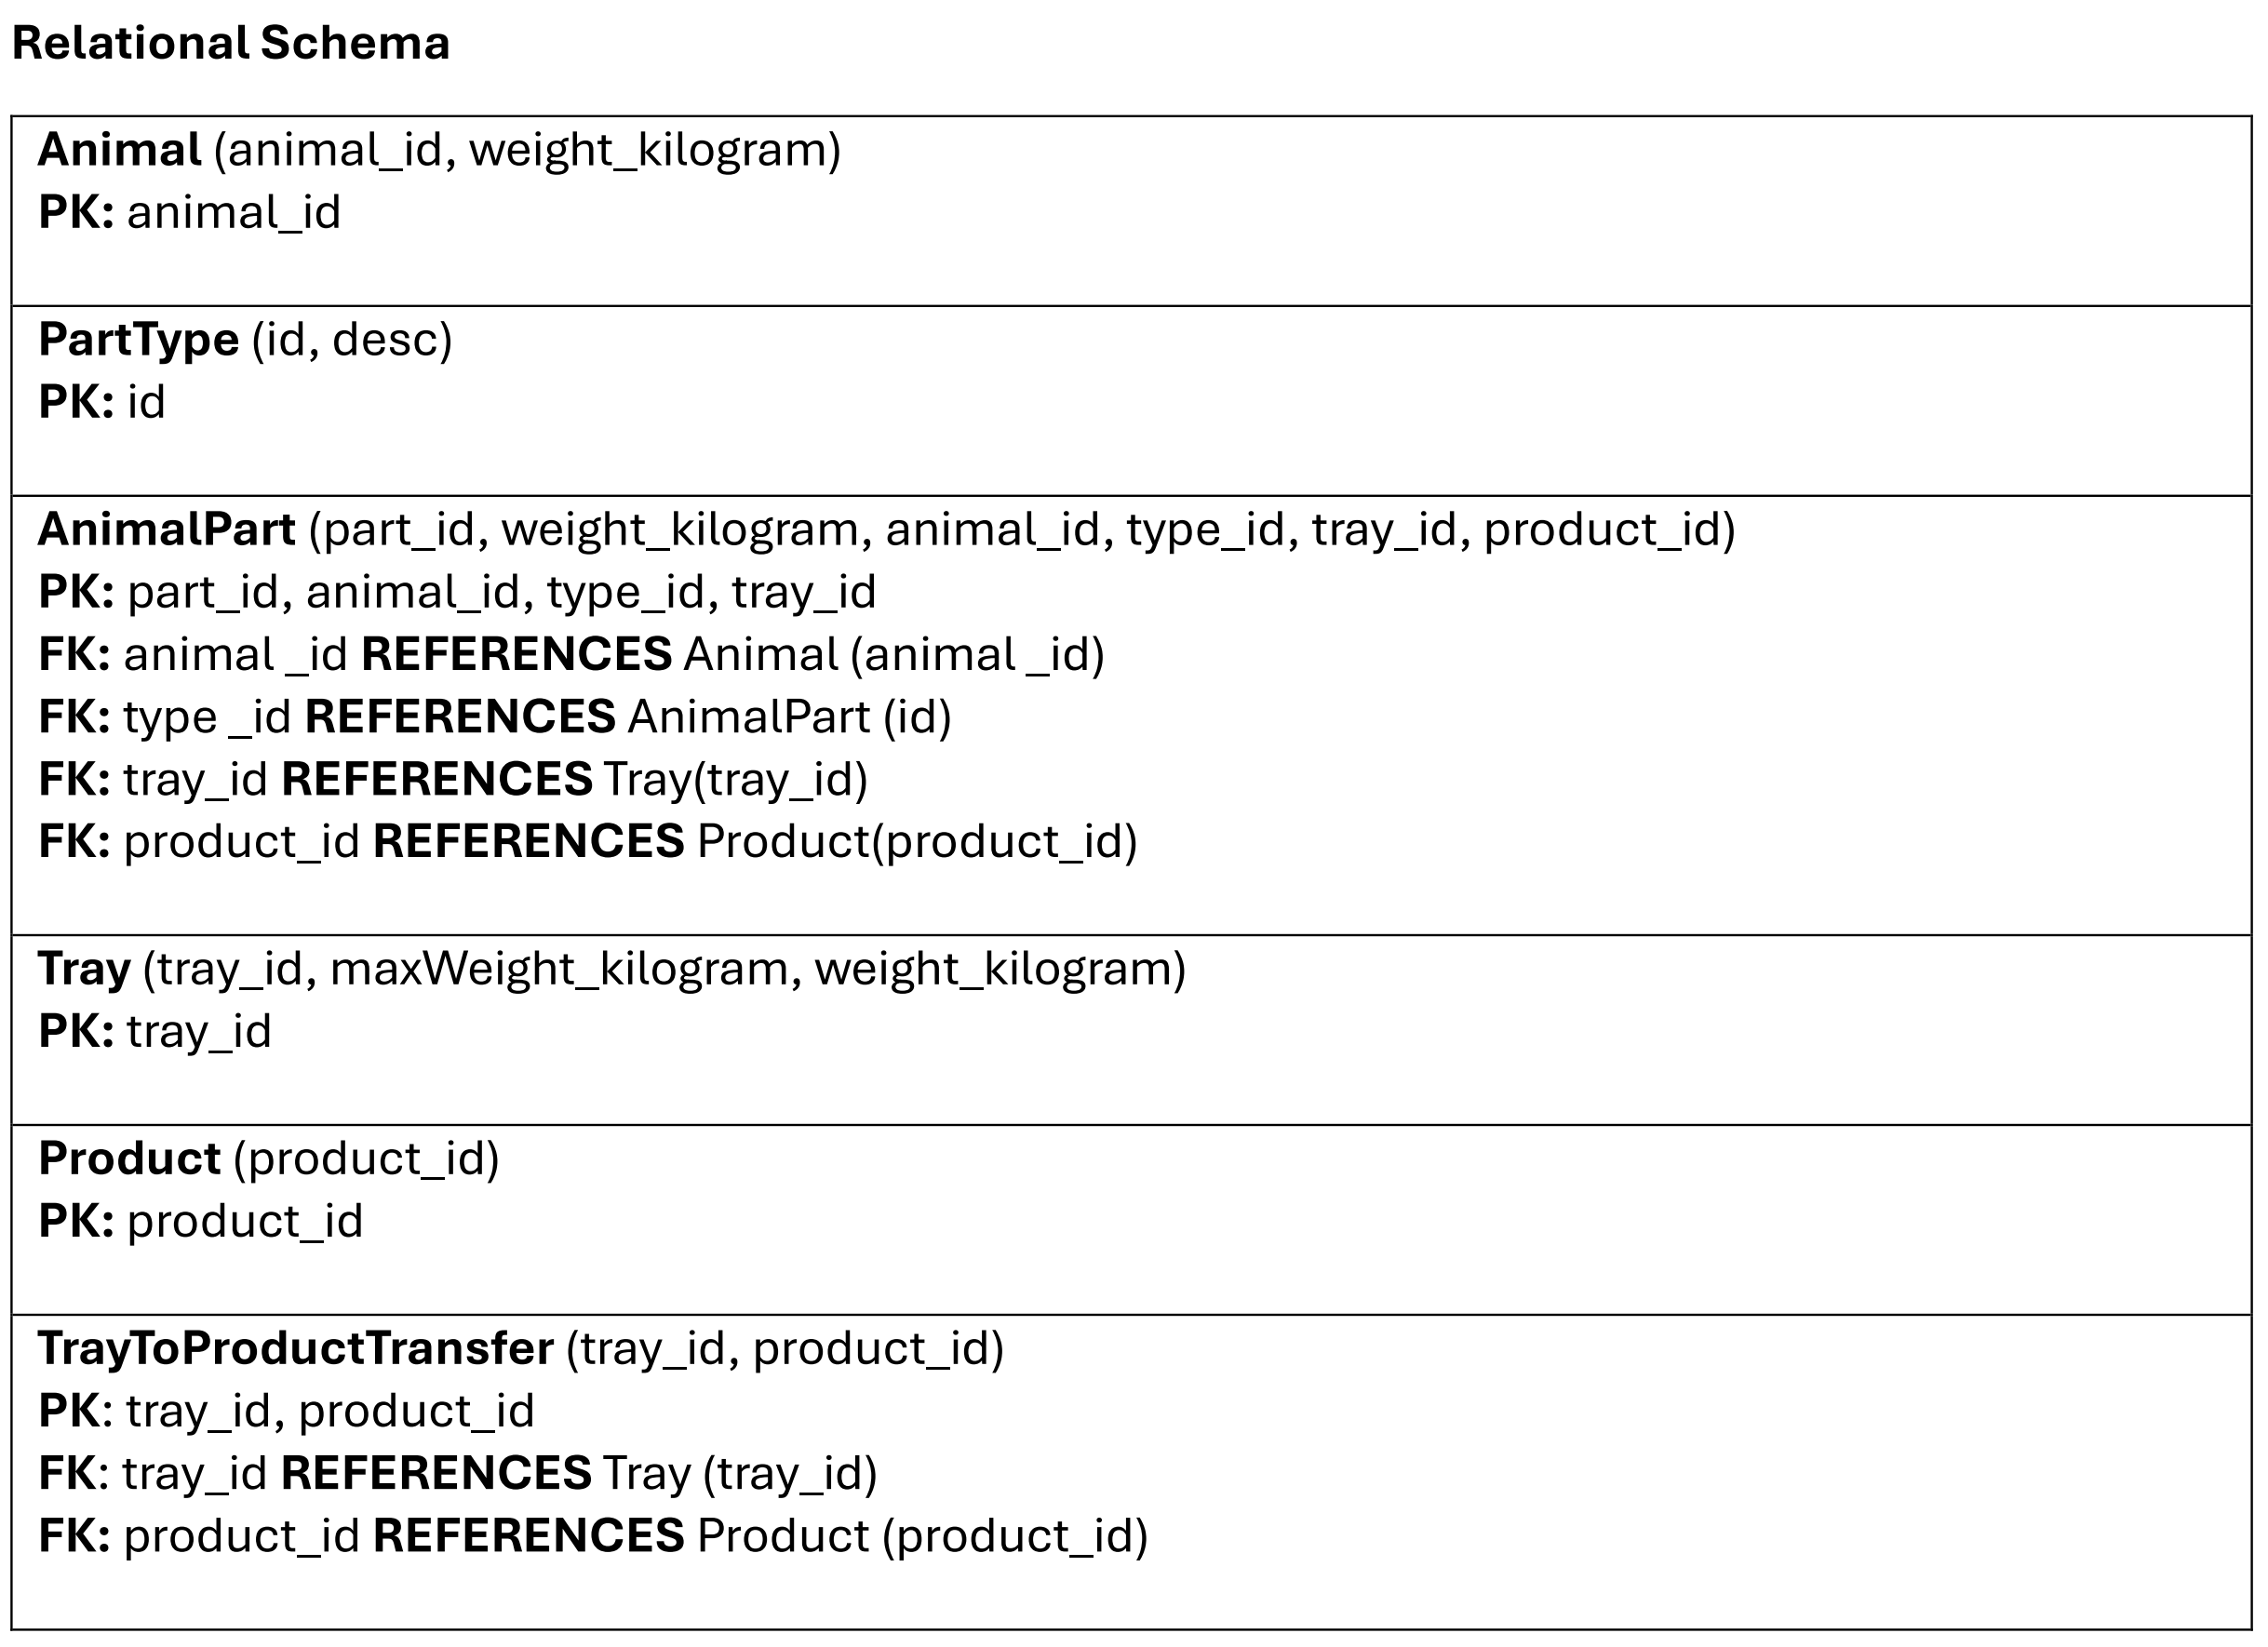 Relational Schema
Animal (animal_id, weight_kilogram)
PK: animal_id
PartType (id, desc)
PK: id
AnimalPart (part_id, weight_kilogram, animal_id, type_id, tray_id, product_id)
PK: part_id, animal_id, type_id, tray_id
FK: animal _id REFERENCES Animal (animal _id)
FK: type _id REFERENCES AnimalPart (id)
FK: tray_id REFERENCES Tray(tray_id)
FK: product_id REFERENCES Product(product_id)
Tray (tray_id, maxWeight_kilogram, weight_kilogram)
PK: tray_id
Product (product_id)
PK: product_id
TrayToProductTransfer (tray_id, product_id)
PK: tray_id, product_id
FK: tray_id REFERENCES Tray (tray_id)
FK: product_id REFERENCES Product (product_id)